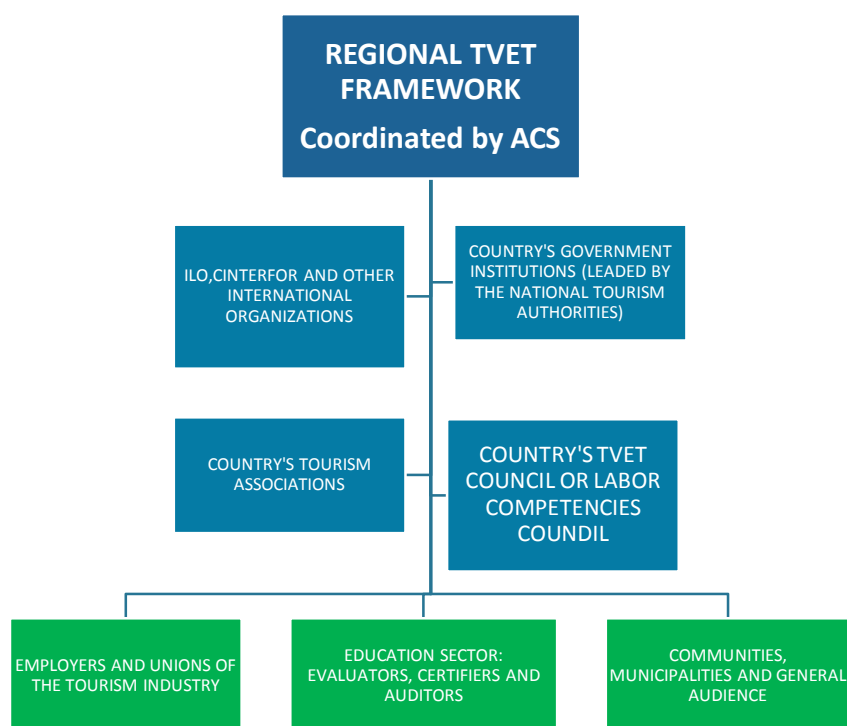 REGIONAL TVET
FRAMEWORK
Coordinated by ACS
ILO,CINTERFOR AND OTHER
INTERNATIONAL
ORGANIZATIONS
COUNTRY'S GOVERNMENT
INSTITUTIONS (LEADED BY
THE NATIONAL TOURISM
AUTHORITIES)
COUNTRY'S TOURISM
ASSOCIATIONS
COUNTRY'S TVET
COUNCIL OR LABOR
COMPETENCIES
COUNDIL
EMPLOYERS AND UNIONS OF
THE TOURISM INDUSTRY
EDUCATION SECTOR:
EVALUATORS, CERTIFIERS AND
AUDITORS
COMMUNITIES,
MUNICIPALITIES AND GENERAL
AUDIENCE